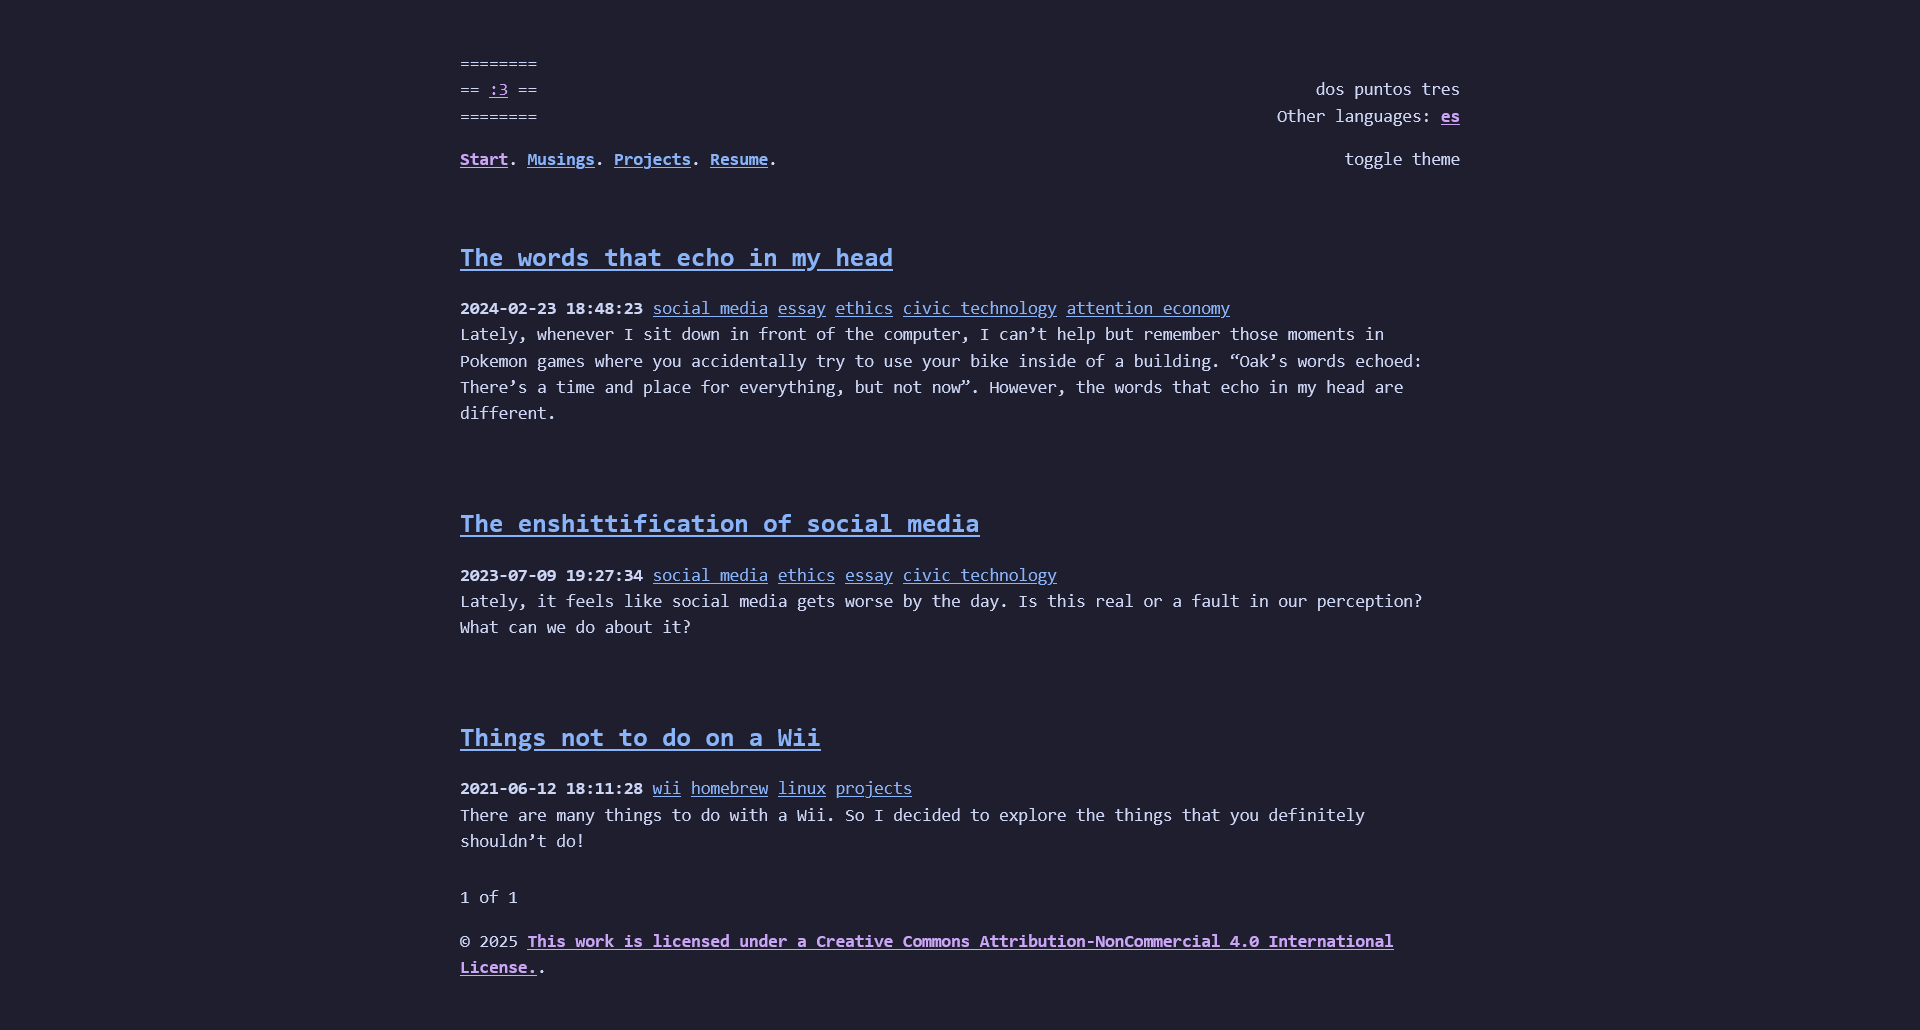 ========
== :3 ==
dos puntos tres
========
Other languages: es
Start. Musings. Projects. Resume.
toggle theme
The words that echo in my head
2024-02-23 18:48:23 social media essay ethics civic technology attention economy
Lately, whenever I sit down in front of the computer, I can’t help but remember those moments in
Pokemon games where you accidentally try to use your bike inside of a building. “Oak’s words echoed:
There’s a time and place for everything, but not now”. However, the words that echo in my head are
different.
The enshittification of social media
2023-07-09 19:27:34 social media ethics essay civic technology
Lately, it feels like social media gets worse by the day. Is this real or a fault in our perception?
What can we do about it?
Things not to do on a Wii
2021-06-12 18:11:28 wii homebrew linux projects
There are many things to do with a Wii. So I decided to explore the things that you definitely
shouldn’t do!
1 of 1
© 2025 This work is licensed under a Creative Commons Attribution-NonCommercial 4.0 International
License..